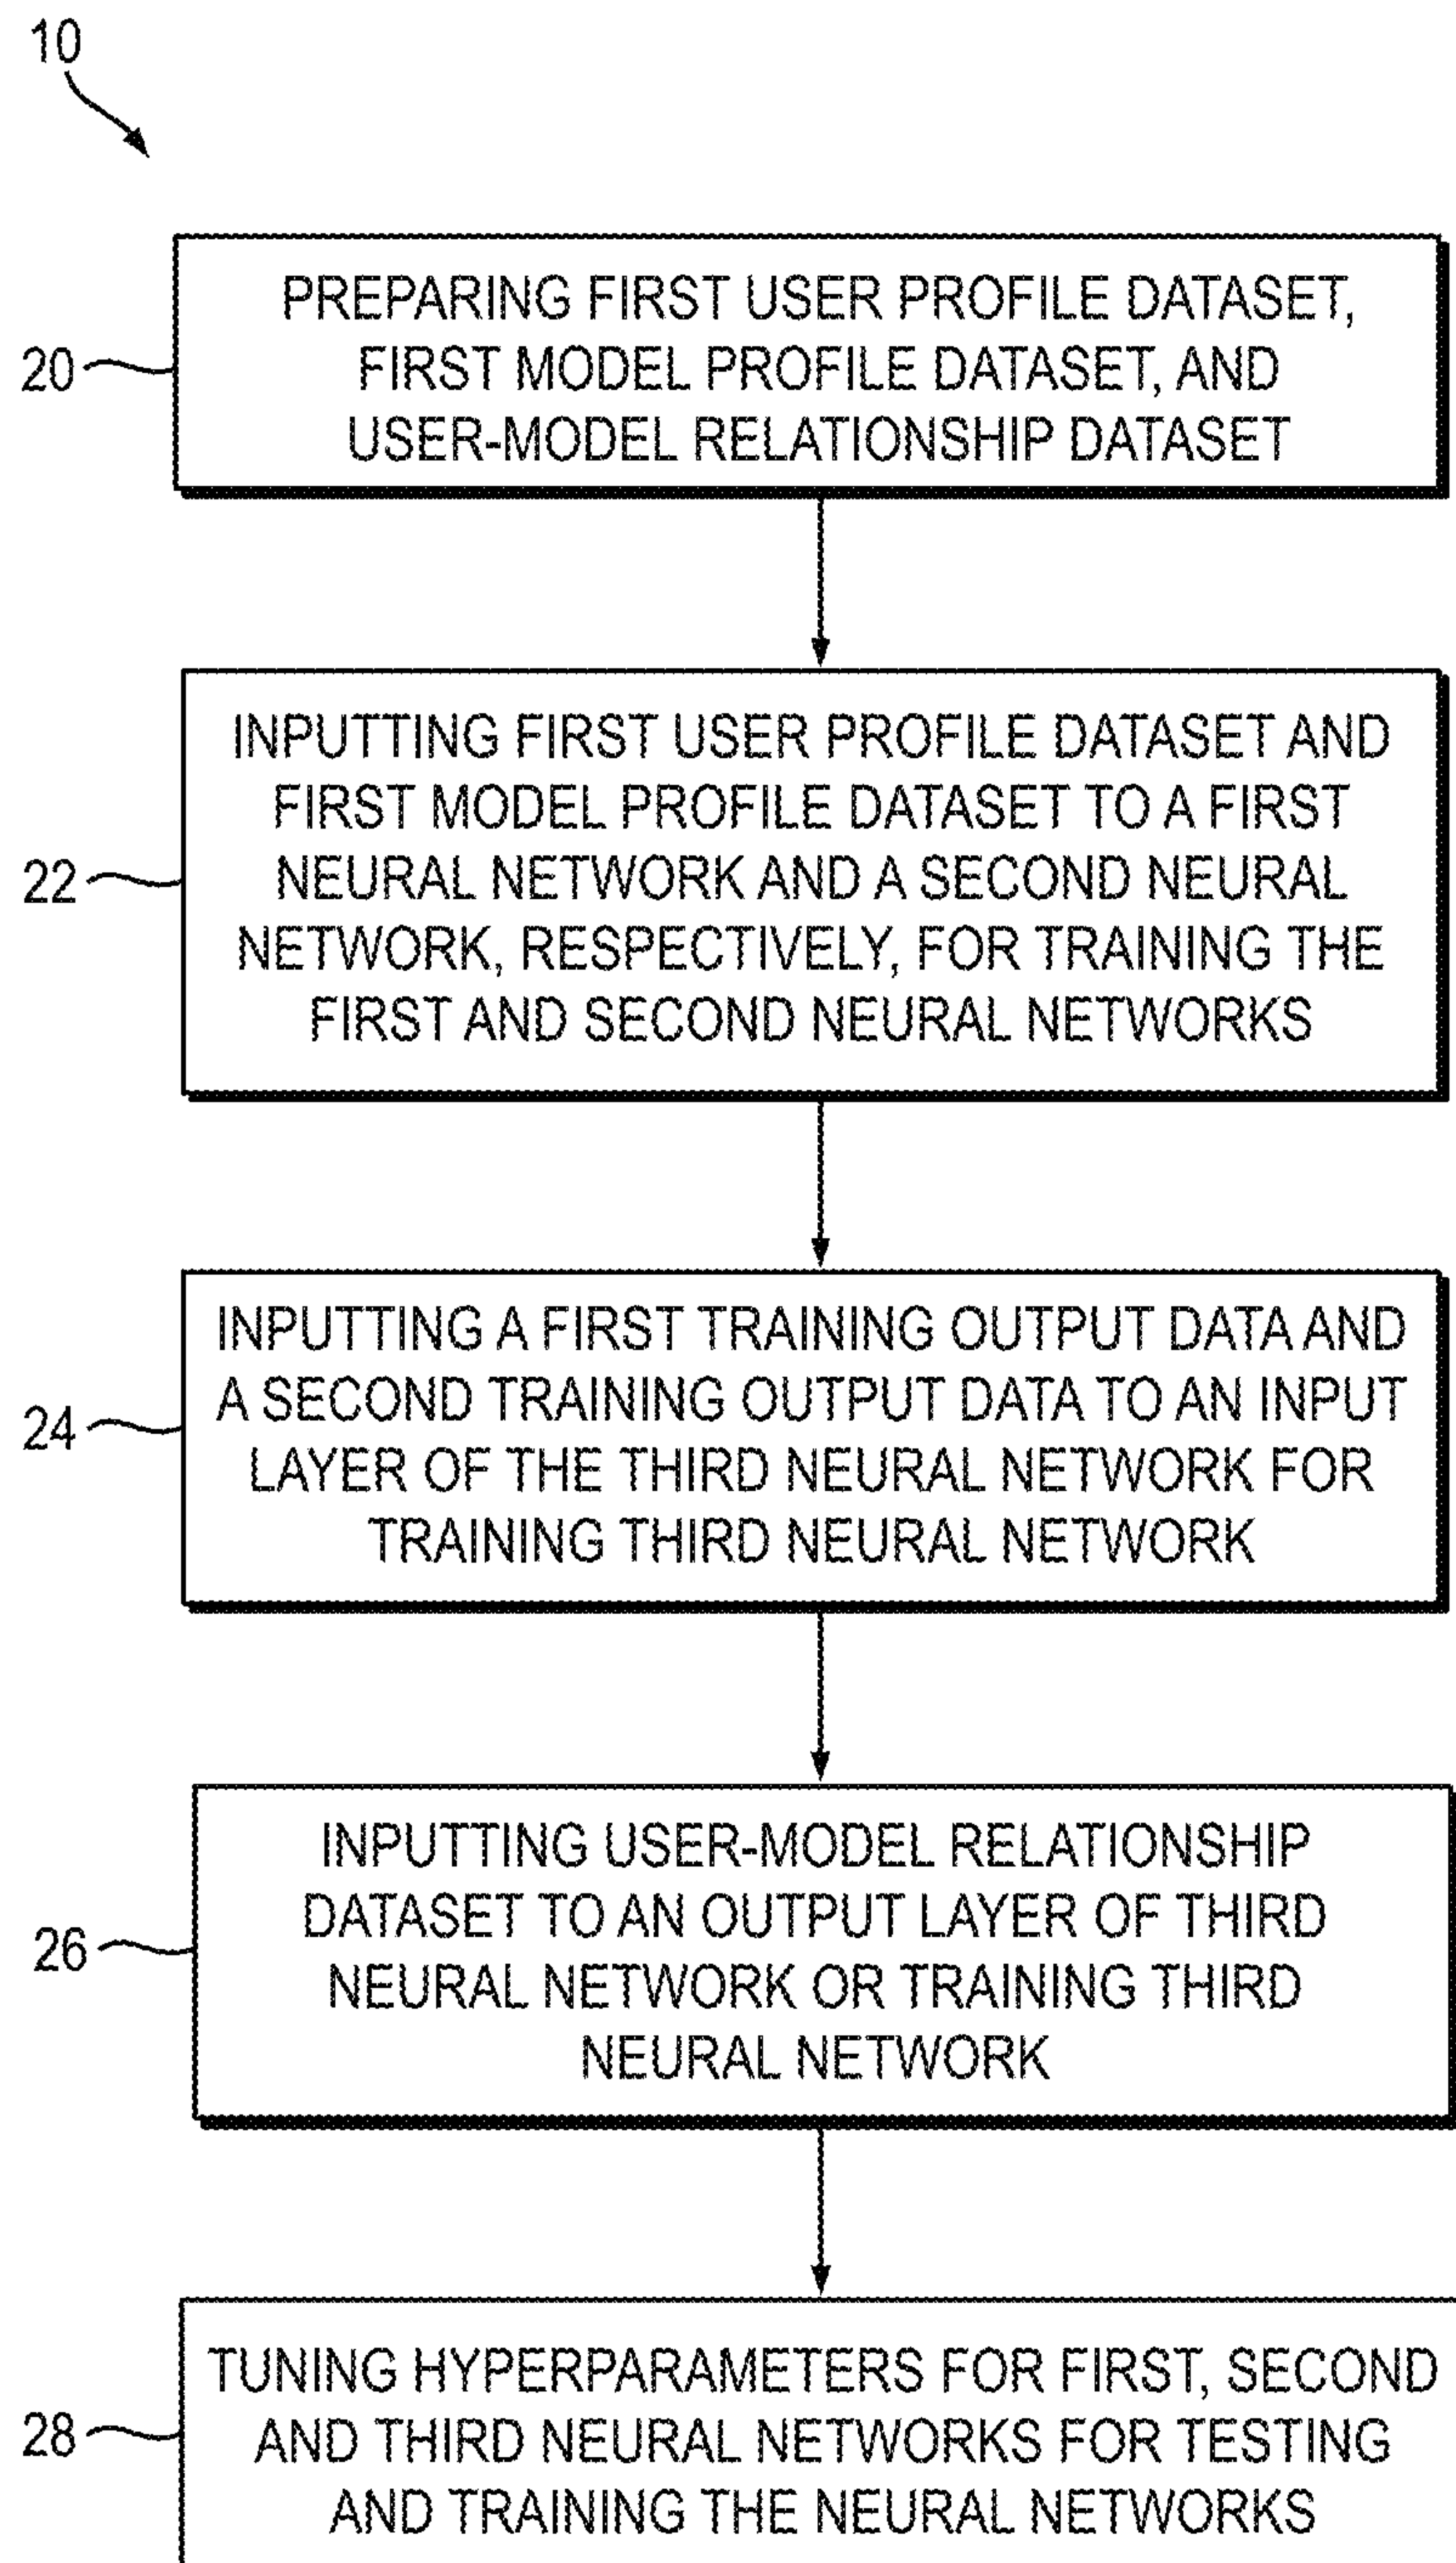 10
20
PREPARING FIRST USER PROFILE DATASET,
FIRST MODEL PROFILE DATASET, AND
USER-MODEL RELATIONSHIP DATASET
22
INPUTTING FIRST USER PROFILE DATASET AND
FIRST MODEL PROFILE DATASET TO A FIRST
NEURAL NETWORK AND A SECOND NEURAL
NETWORK, RESPECTIVELY, FOR TRAINING THE
FIRST AND SECOND NEURAL NETWORKS
24
INPUTTING A FIRST TRAINING OUTPUT DATA AND
A SECOND TRAINING OUTPUT DATA TO AN INPUT
LAYER OF THE THIRD NEURAL NETWORK FOR
TRAINING THIRD NEURAL NETWORK
26
INPUTTING USER-MODEL RELATIONSHIP
DATASET TO AN OUTPUT LAYER OF THIRD
NEURAL NETWORK OR TRAINING THIRD
NEURAL NETWORK
28
TUNING HYPERPARAMETERS FOR FIRST, SECOND
AND THIRD NEURAL NETWORKS FOR TESTING
AND TRAINING THE NEURAL NETWORKS